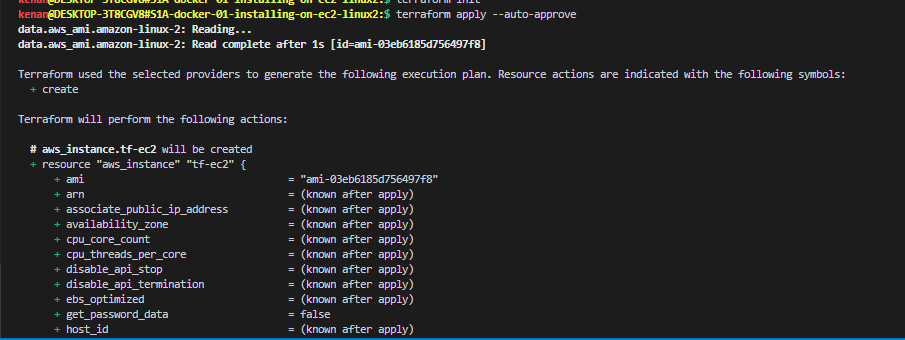 kenan@DESKTOP-3T8CGV8#51A-docker-01-installing-on-ec2-linux2:$ terraform init
kenan@DESKTOP-3T8CGV8#51A-docker-01-installing-on-ec2-linux2:$ terraform apply --auto-approve
data.aws_ami.amazon-linux-2: Reading...
data.aws_ami.amazon-linux-2: Read complete after 1s [id=ami-03eb6185d756497f8]
Terraform used the selected providers to generate the following execution plan. Resource actions are indicated with the following symbols:
+ create
Terraform will perform the following actions:
# aws_instance.tf-ec2 will be created
+ resource "aws_instance" "tf-ec2" {
+ ami = "ami-03eb6185d756497f8"
+ arn = (known after apply)
+ associate_public_ip_address = (known after apply)
+ availability_zone = (known after apply)
+ cpu_core_count = (known after apply)
+ cpu_threads_per_core = (known after apply)
+ disable_api_stop = (known after apply)
+ disable_api_termination = (known after apply)
+ ebs_optimized = (known after apply)
+ get_password_data = false
+ host_id = (known after apply)